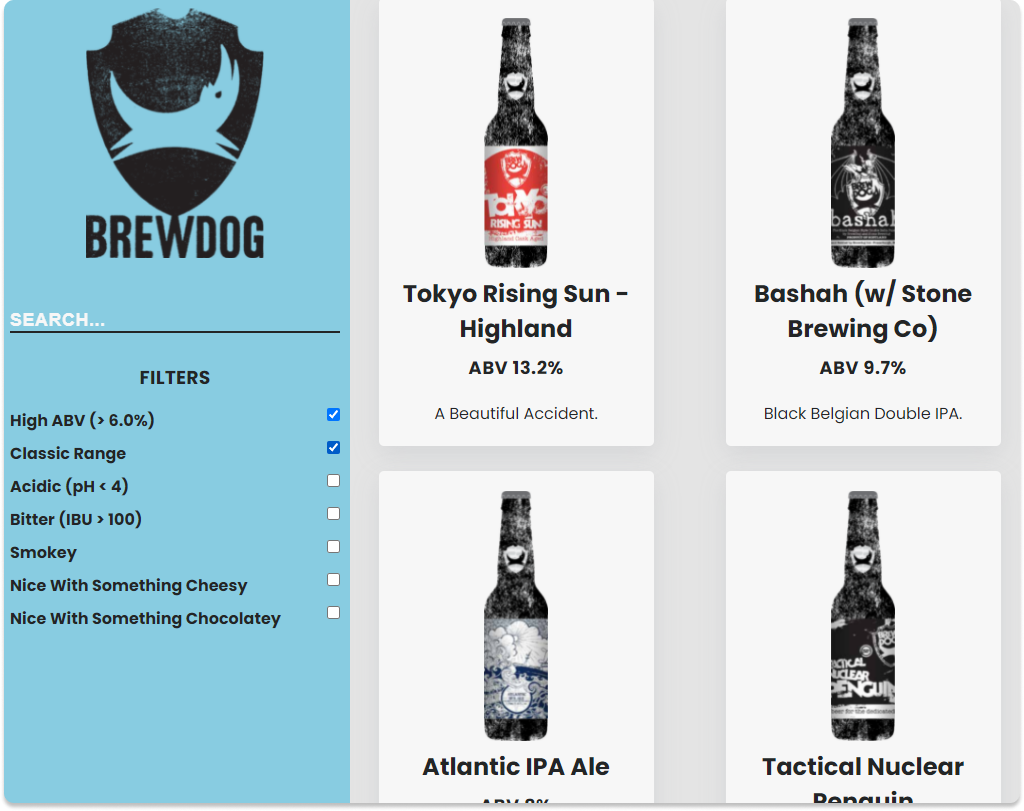 BREWDOG
SEARCH...
FILTERS
High ABV (> 6.0%)
Classic Range
Acidic (pH < 4)
Bitter (IBU > 100)
Smokey
Nice With Something Cheesy
Nice With Something Chocolatey
TOKYO
RISING SUN
Tokyo Rising Sun -
Highland
ABV 13.2%
A Beautiful Accident.
bashah
Bashah (w/ Stone
Brewing Co)
ABV 9.7%
Black Belgian Double IPA.
Atlantic IPA Ale
ABV 8%
TACTICAL
NUCLEAR
PENGUIN
Tactical Nuclear
Penguin